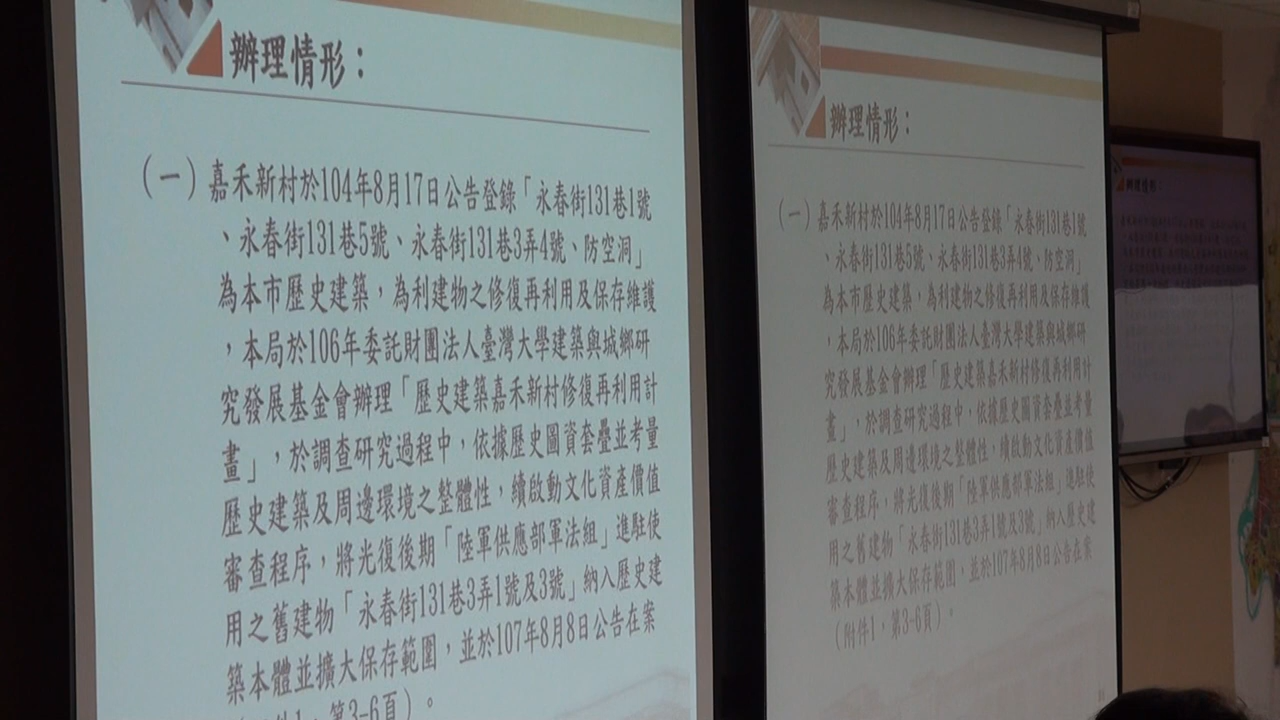 辦理情形：
（一）嘉禾新村於104年8月17日公告登錄「永春街131巷1號
、永春街131巷5號、永春街131巷3弄4號、防空洞」
為本市歷史建築，為利建物之修復再利用及保存維護
，本局於106年委託財團法人臺灣大學建築與城鄉研
究發展基金會辦理「歷史建築嘉禾新村修復再利用計
畫」，於調查研究過程中，依據歷史圖資套疊並考量
歷史建築及周邊環境之整體性，續啟動文化資產價值
審查程序，將光復後期「陸軍供應部軍法組」進駐使
用之舊建物「永春街131巷3弄1號及3號」納入歷史建
築本體並擴大保存範圍，並於107年8月8日公告在案
（附件1，第3-6頁）。
辦理情形：
（一）嘉禾新村於104年8月17日公告登錄「永春街131巷1號
、永春街131巷5號、永春街131巷3弄4號、防空洞」
為本市歷史建築，為利建物之修復再利用及保存維護
，本局於106年委託財團法人臺灣大學建築與城鄉研
究發展基金會辦理「歷史建築嘉禾新村修復再利用計
畫」，於調查研究過程中，依據歷史圖資套疊並考量
歷史建築及周邊環境之整體性，續啟動文化資產價值
審查程序，將光復後期「陸軍供應部軍法組」進駐使
用之舊建物「永春街131巷3弄1號及3號」納入歷史建
築本體並擴大保存範圍，並於107年8月8日公告在案
（附件1，第3-6頁）。
辦理情形：